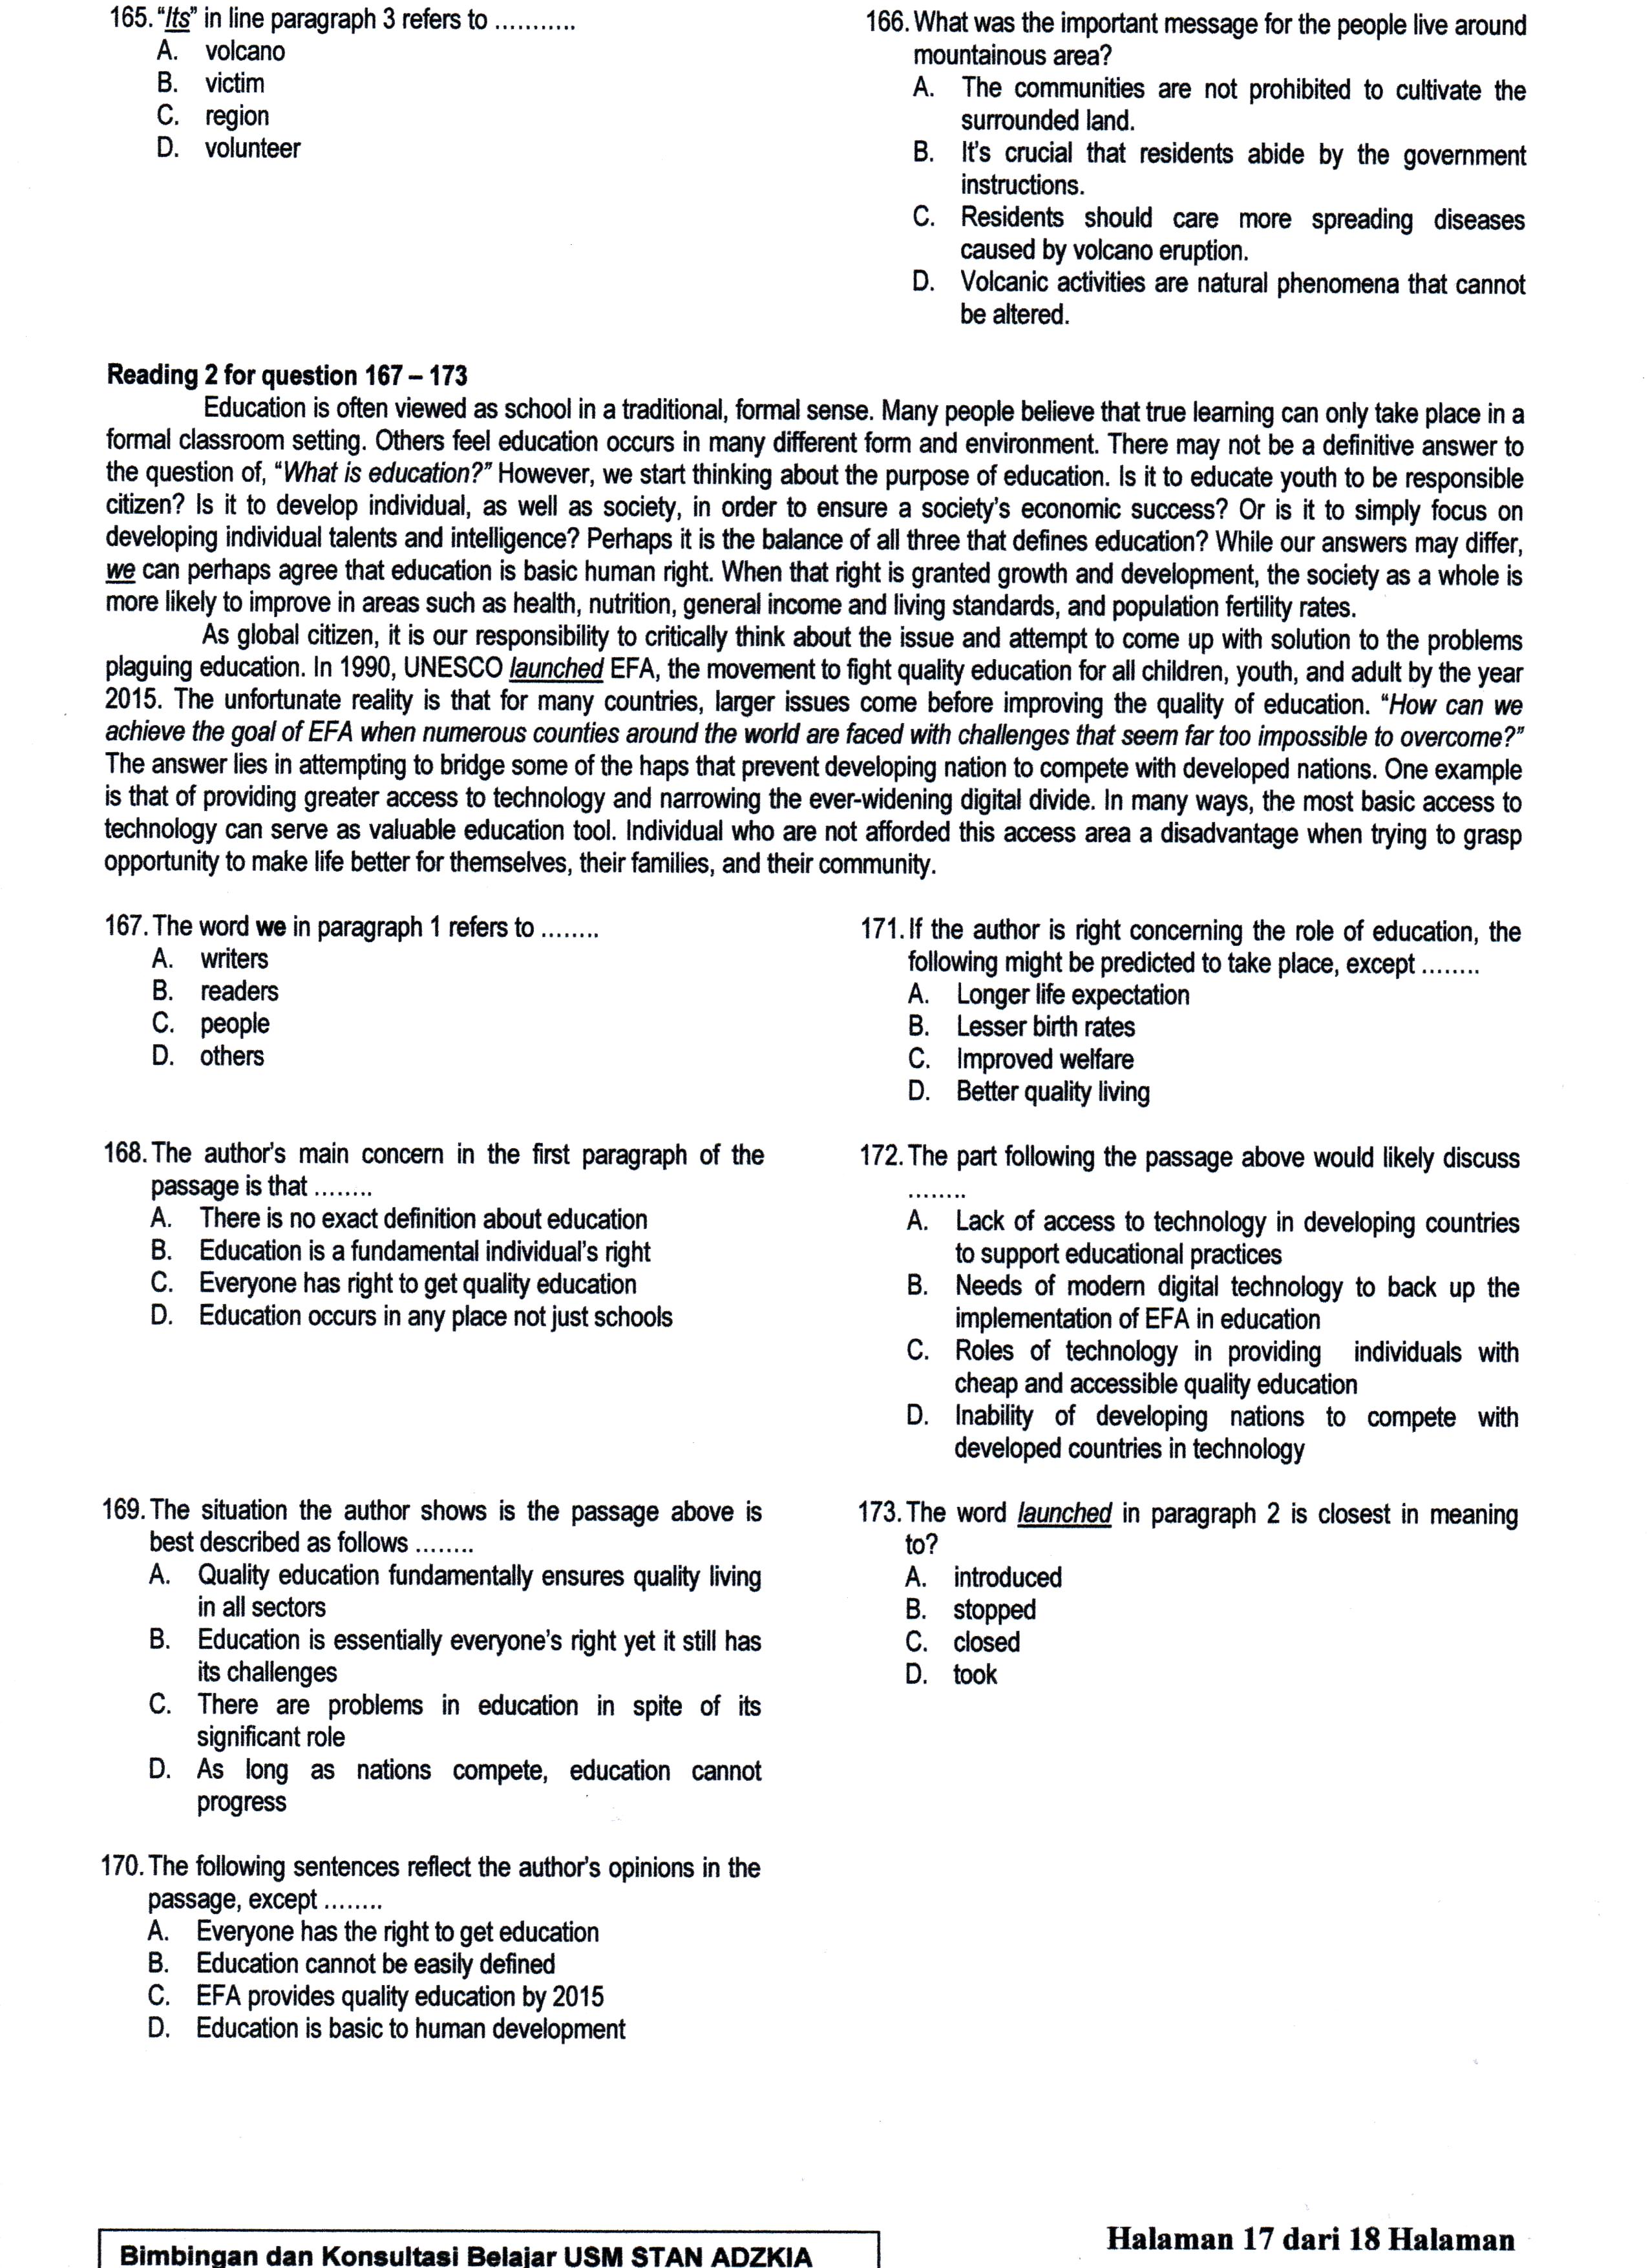 165. "Its" in line paragraph 3 refers to ...........
A. volcano
B. victim
C. region
D. volunteer
166. What was the important message for the people live around
mountainous area?
A. The communities are not prohibited to cultivate the
surrounded land.
B. It's crucial that residents abide by the government
instructions.
C. Residents should care more spreading diseases
caused by volcano eruption.
D. Volcanic activities are natural phenomena that cannot
be altered.
Reading 2 for question 167 – 173
Education is often viewed as school in a traditional, formal sense. Many people believe that true learning can only take place in a
formal classroom setting. Others feel education occurs in many different form and environment. There may not be a definitive answer to
the question of, "What is education?" However, we start thinking about the purpose of education. Is it to educate youth to be responsible
citizen? Is it to develop individual, as well as society, in order to ensure a society's economic success? Or is it to simply focus on
developing individual talents and intelligence? Perhaps it is the balance of all three that defines education? While our answers may differ,
we can perhaps agree that education is basic human right. When that right is granted growth and development, the society as a whole is
more likely to improve in areas such as health, nutrition, general income and living standards, and population fertility rates.
As global citizen, it is our responsibility to critically think about the issue and attempt to come up with solution to the problems
plaguing education. In 1990, UNESCO launched EFA, the movement to fight quality education for all children, youth, and adult by the year
2015. The unfortunate reality is that for many countries, larger issues come before improving the quality of education. "How can we
achieve the goal of EFA when numerous counties around the world are faced with challenges that seem far too impossible to overcome?"
The answer lies in attempting to bridge some of the haps that prevent developing nation to compete with developed nations. One example
is that of providing greater access to technology and narrowing the ever-widening digital divide. In many ways, the most basic access to
technology can serve as valuable education tool. Individual who are not afforded this access area a disadvantage when trying to grasp
opportunity to make life better for themselves, their families, and their community.
167. The word we in paragraph 1 refers to ........
A. writers
B. readers
C. people
D. others
168. The author's main concern in the first paragraph of the
passage is that ........
A. There is no exact definition about education
B. Education is a fundamental individual's right
C. Everyone has right to get quality education
D. Education occurs in any place not just schools
169. The situation the author shows is the passage above is
best described as follows ........
A. Quality education fundamentally ensures quality living
in all sectors
B. Education is essentially everyone's right yet it still has
its challenges
C. There are problems in education in spite of its
significant role
D. As long as nations compete, education cannot
progress
170. The following sentences reflect the author's opinions in the
passage, except ........
A. Everyone has the right to get education
B. Education cannot be easily defined
C. EFA provides quality education by 2015
D. Education is basic to human development
171. If the author is right concerning the role of education, the
following might be predicted to take place, except ........
A. Longer life expectation
B. Lesser birth rates
C. Improved welfare
D. Better quality living
172. The part following the passage above would likely discuss
........
A. Lack of access to technology in developing countries
to support educational practices
B. Needs of modern digital technology to back up the
implementation of EFA in education
C. Roles of technology in providing individuals with
cheap and accessible quality education
D. Inability of developing nations to compete with
developed countries in technology
173. The word launched in paragraph 2 is closest in meaning
to?
A. introduced
B. stopped
C. closed
D. took
Bimbingan dan Konsultasi Belajar USM STAN ADZKIA
Halaman 17 dari 18 Halaman